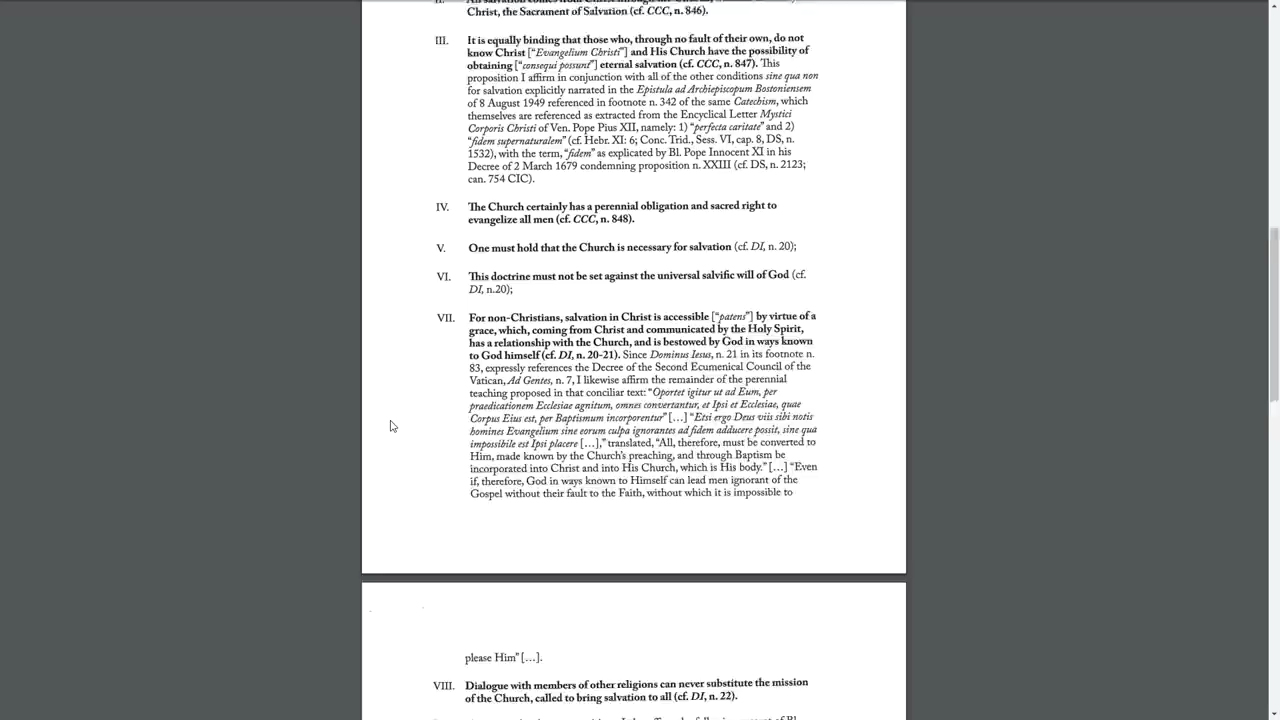 Christ, the Sacrament of Salvation (cf. CCC, n. 846).
III. It is equally binding that those who, through no fault of their own, do not
know Christ ["Evangelium Christi"] and His Church have the possibility of
obtaining ["consequi possunt"] eternal salvation (cf. CCC, n. 847). This
proposition I affirm in conjunction with all of the other conditions sine qua non
for salvation explicitly narrated in the Epistula ad Archiepiscopum Bostoniensem
of 8 August 1949 referenced in footnote n. 342 of the same Catechism, which
themselves are referenced as extracted from the Encyclical Letter Mystici
Corporis Christi of Ven. Pope Pius XII, namely: 1) "perfecta caritate" and 2)
"fidem supernaturalem" (cf. Hebr. XI: 6; Conc. Trid., Sess. VI, cap. 8, DS, n.
1532), with the term, "fidem" as explicated by Bl. Pope Innocent XI in his
Decree of 2 March 1679 condemning proposition n. XXIII (cf. DS, n. 2123;
can. 754 CIC).
IV. The Church certainly has a perennial obligation and sacred right to
evangelize all men (cf. CCC, n. 848).
V. One must hold that the Church is necessary for salvation (cf. DI, n. 20);
VI. This doctrine must not be set against the universal salvific will of God (cf.
DI, n.20);
VII. For non-Christians, salvation in Christ is accessible ["patens"] by virtue of a
grace, which, coming from Christ and communicated by the Holy Spirit,
has a relationship with the Church, and is bestowed by God in ways known
to God himself (cf. DI, n. 20-21). Since Dominus Iesus, n. 21 in its footnote n.
83, expressly references the Decree of the Second Ecumenical Council of the
Vatican, Ad Gentes, n. 7, I likewise affirm the remainder of the perennial
teaching proposed in that conciliar text: "Oportet igitur ut ad Eum, per
praedicationem Ecclesiae agnitum, omnes convertantur, et Ipsi et Ecclesiae, quae
Corpus Eius est, per Baptismum incorporentur" [...] "Etsi ergo Deus viis sibi notis
homines Evangelium sine eorum culpa ignorantes ad fidem adducere possit, sine qua
impossibile est Ipsi placere [...]," translated, "All, therefore, must be converted to
Him, made known by the Church's preaching, and through Baptism be
incorporated into Christ and into His Church, which is His body." [...] "Even
if, therefore, God in ways known to Himself can lead men ignorant of the
Gospel without their fault to the Faith, without which it is impossible to
please Him" [...].
VIII. Dialogue with members of other religions can never substitute the mission
of the Church, called to bring salvation to all (cf. DI, n. 22).